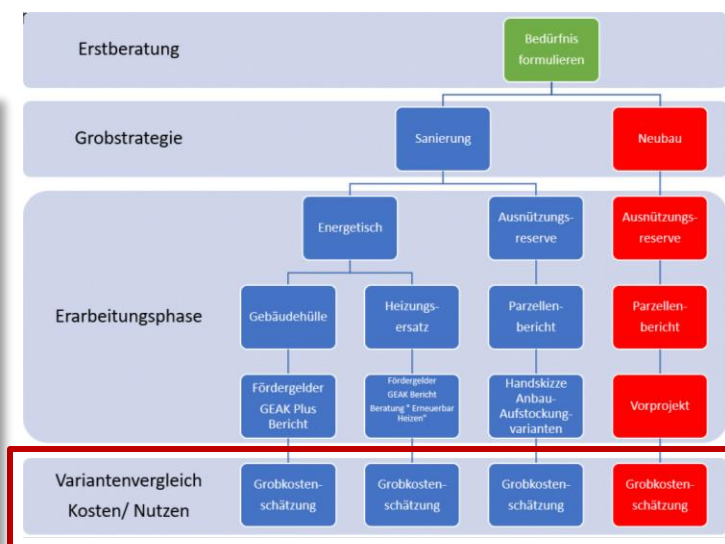 Erstberatung
Bedürfnis
formulieren
Grobstrategie
Sanierung
Neubau
Erarbeitungsphase
Energetisch
Ausnützungs-
reserve
Ausnützungs-
reserve
Gebäudehülle
Heizungs-
ersatz
Parzellen-
bericht
Parzellen-
bericht
Fördergelder
GEAK Plus
Bericht
Fördergelder
GEAK Bericht
Beratung " Erneuerbar
Heizen"
Handskizze
Anbau-
Aufstockung-
varianten
Vorprojekt
Variantenvergleich
Kosten/ Nutzen
Grobkosten-
schätzung
Grobkosten-
schätzung
Grobkosten-
schätzung
Grobkosten-
schätzung